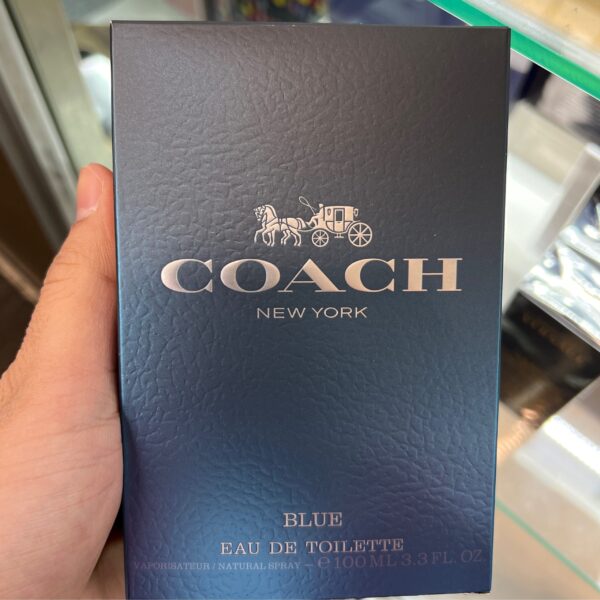 COACH
NEW YORK
BLUE
EAU DE TOILETTE
VAPORISATEUR / NATURAL SPRAY – ℮ 100 ML 3.3 FL. OZ.